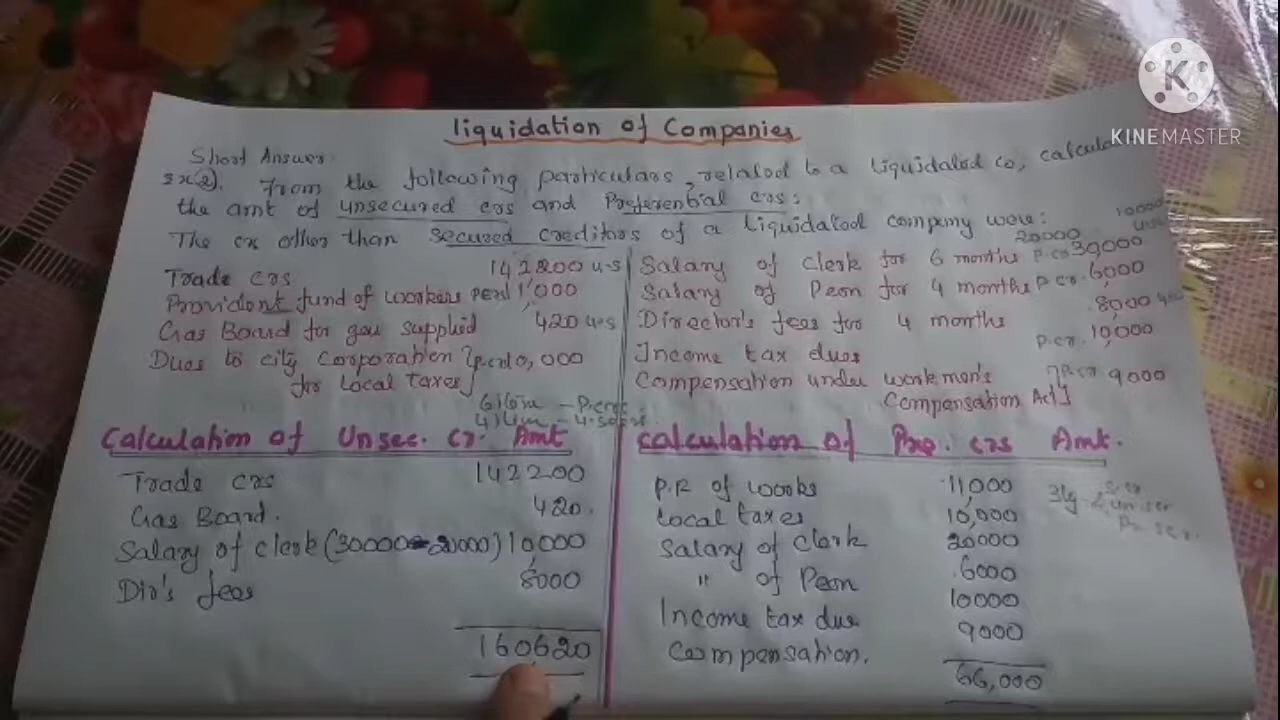 KINEMASTER
liquidation of Companies
Short Answer.
From the following particulars, related to a liquidated co, calculate
the amt of unsecured crs and Preferential crs:
The crs other than secured creditors of a liquidated company were:
Trade crs 142200 u-s
Provident fund of workers 11,000
Gas Board for gas supplied 420 u-s
Dues to city Corporation 10,000
for Local taxes
20000
10000
Salary of clerk for 6 months P.cr 30,000
Salary of Peon for 4 months P cr. 6,000
Director's fees for 4 months 8000
Income tax dues P.cr. 10,000
Compensation under workmen's 9000
Compensation Act
Calculation of Unsec. Cr. Amt
Trade crs 142200
Gas Board. 420.
Salary of clerk (30000-20000) 10,000
Dir's fees 8000
160620
Calculation of Pre. crs Amt.
P.F. of works 11000
Local taxes 10,000
Salary of clerk 20000
" of Peon 6000
Income tax due 10000
Compensation. 9000
66,000